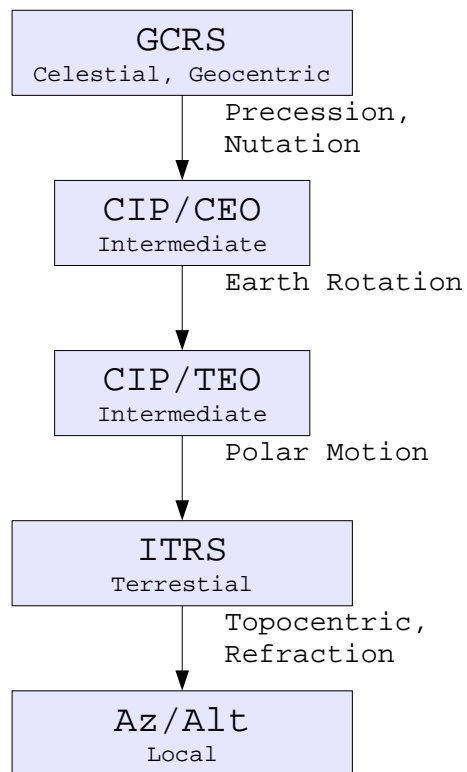 GCRS
Celestial, Geocentric
Precession,
Nutation
CIP/CEO
Intermediate
Earth Rotation
CIP/TEO
Intermediate
Polar Motion
ITRS
Terrestial
Topocentric,
Refraction
Az/Alt
Local